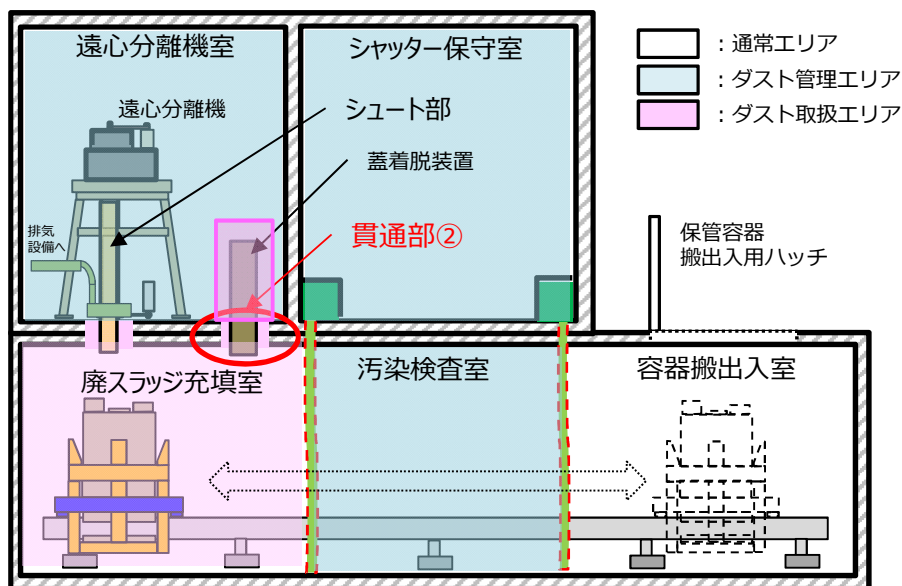 遠心分離機室
シャッター保守室
：通常エリア
：ダスト管理エリア
：ダスト取扱エリア
遠心分離機
シュート部
蓋着脱装置
排気
設備へ
貫通部②
保管容器
搬出入用ハッチ
廃スラッジ充填室
汚染検査室
容器搬出入室